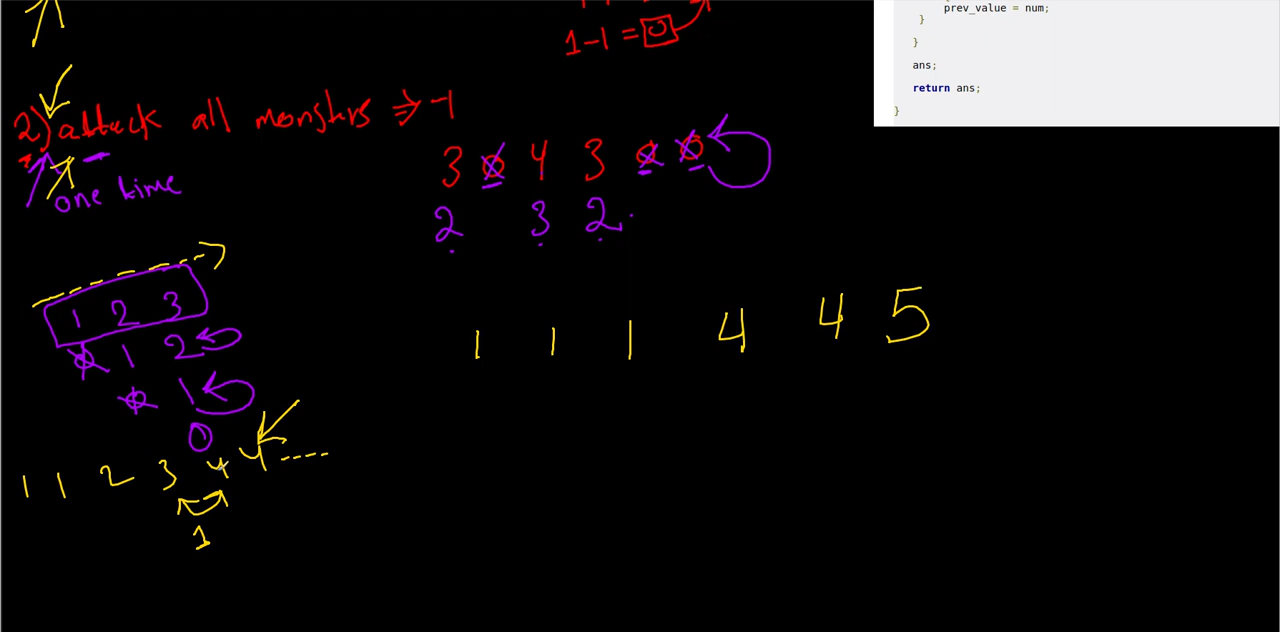 prev_value = num;
}
}
ans;
return ans;
}
1-1 = 0
2) attack all monsters => -1
one time
3 0 4 3 0 0
2 3 2
1 2 3
0 1 2
0 1
0
1 1 1 4 4 5
1 1 2 3 4 4 -----
1